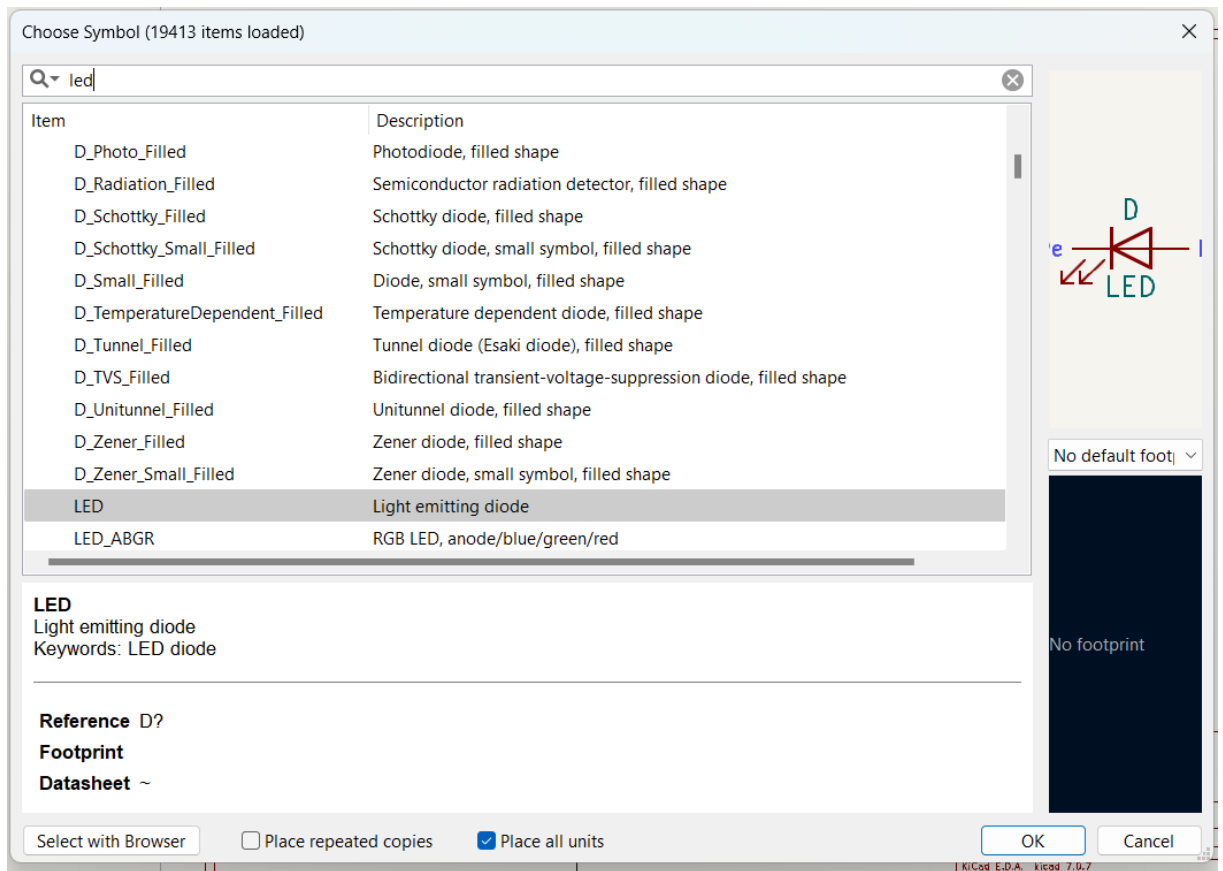 Choose Symbol (19413 items loaded)
led
Item Description
D_Photo_Filled Photodiode, filled shape
D_Radiation_Filled Semiconductor radiation detector, filled shape
D_Schottky_Filled Schottky diode, filled shape
D_Schottky_Small_Filled Schottky diode, small symbol, filled shape
D_Small_Filled Diode, small symbol, filled shape
D_TemperatureDependent_Filled Temperature dependent diode, filled shape
D_Tunnel_Filled Tunnel diode (Esaki diode), filled shape
D_TVS_Filled Bidirectional transient-voltage-suppression diode, filled shape
D_Unitunnel_Filled Unitunnel diode, filled shape
D_Zener_Filled Zener diode, filled shape
D_Zener_Small_Filled Zener diode, small symbol, filled shape
LED Light emitting diode
LED_ABGR RGB LED, anode/blue/green/red
D
LED
No default foot
No footprint
LED
Light emitting diode
Keywords: LED diode
Reference D?
Footprint
Datasheet ~
Select with Browser
Place repeated copies
Place all units
OK
Cancel
KiCad E.D.A. kicad 7.0.7